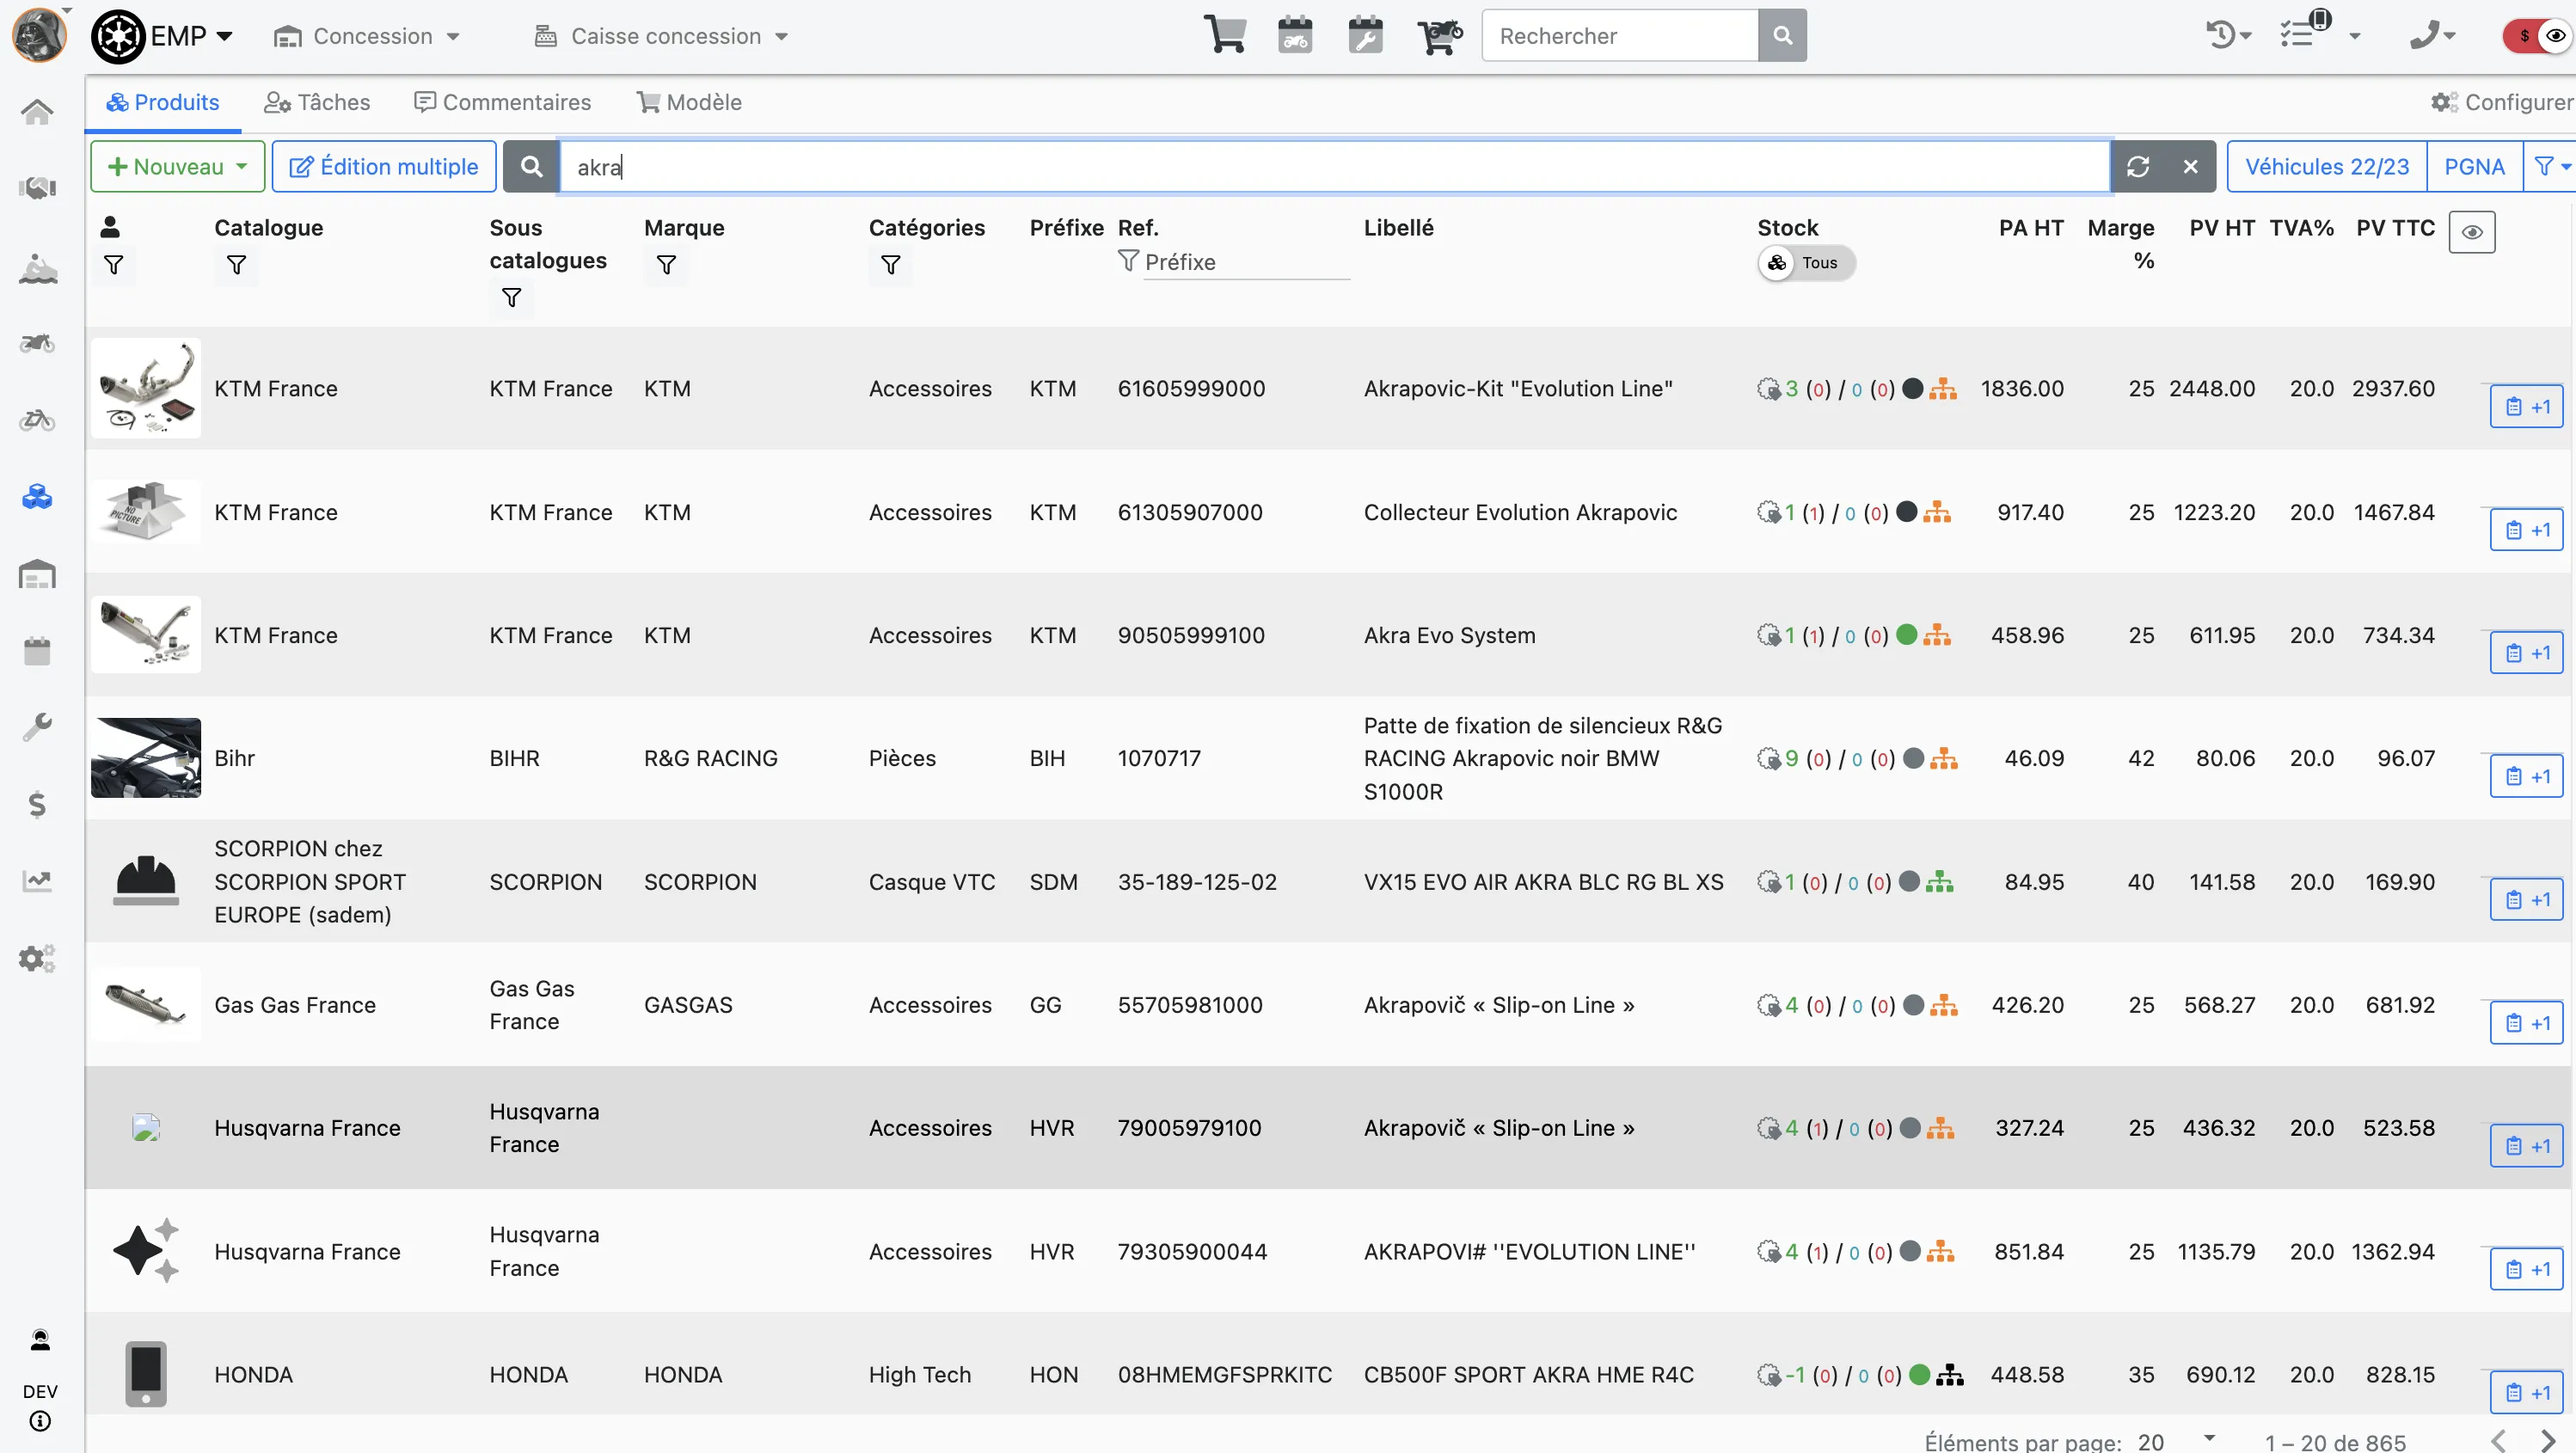 EMP Concession Caisse concession Rechercher $
Produits Tâches Commentaires Modèle Configurer
Nouveau Édition multiple akra Véhicules 22/23 PGNA
Catalogue Sous catalogues Marque Catégories Préfixe Ref. Libellé Stock PA HT Marge % PV HT TVA% PV TTC
Préfixe Tous
KTM France KTM France KTM Accessoires KTM 61605999000 Akrapovic-Kit "Evolution Line" 3 (0) / 0 (0) 1836.00 25 2448.00 20.0 2937.60 +1
NO PICTURE KTM France KTM France KTM Accessoires KTM 61305907000 Collecteur Evolution Akrapovic 1 (1) / 0 (0) 917.40 25 1223.20 20.0 1467.84 +1
KTM France KTM France KTM Accessoires KTM 90505999100 Akra Evo System 1 (1) / 0 (0) 458.96 25 611.95 20.0 734.34 +1
Bihr BIHR R&G RACING Pièces BIH 1070717 Patte de fixation de silencieux R&G RACING Akrapovic noir BMW S1000R 9 (0) / 0 (0) 46.09 42 80.06 20.0 96.07 +1
SCORPION chez SCORPION SPORT EUROPE (sadem) SCORPION SCORPION Casque VTC SDM 35-189-125-02 VX15 EVO AIR AKRA BLC RG BL XS 1 (0) / 0 (0) 84.95 40 141.58 20.0 169.90 +1
Gas Gas France Gas Gas France GASGAS Accessoires GG 55705981000 Akrapovič « Slip-on Line » 4 (0) / 0 (0) 426.20 25 568.27 20.0 681.92 +1
Husqvarna France Husqvarna France Accessoires HVR 79005979100 Akrapovič « Slip-on Line » 4 (1) / 0 (0) 327.24 25 436.32 20.0 523.58 +1
Husqvarna France Husqvarna France Accessoires HVR 79305900044 AKRAPOVI# ''EVOLUTION LINE'' 4 (1) / 0 (0) 851.84 25 1135.79 20.0 1362.94 +1
HONDA HONDA HONDA High Tech HON 08HMEMGFSPRKITC CB500F SPORT AKRA HME R4C -1 (0) / 0 (0) 448.58 35 690.12 20.0 828.15 +1
DEV
Éléments par page: 20 1 – 20 de 865